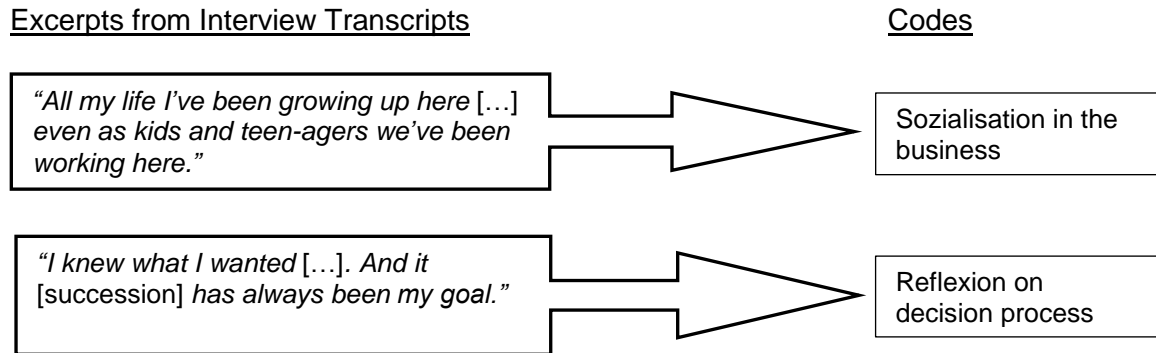 Excerpts from Interview Transcripts
Codes
“All my life I’ve been growing up here […]
even as kids and teen-agers we’ve been
working here.”
Sozialisation in the
business
“I knew what I wanted […]. And it
[succession] has always been my goal.”
Reflexion on
decision process